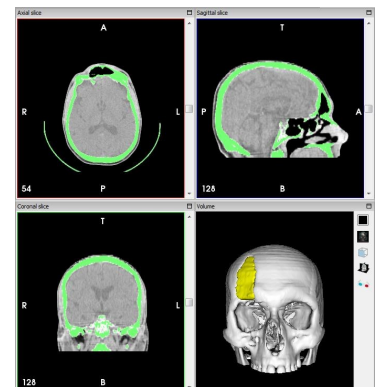 Axial slice
A
R
L
54
P
Sagittal slice
T
P
A
128
B
Coronal slice
T
R
L
128
B
Volume